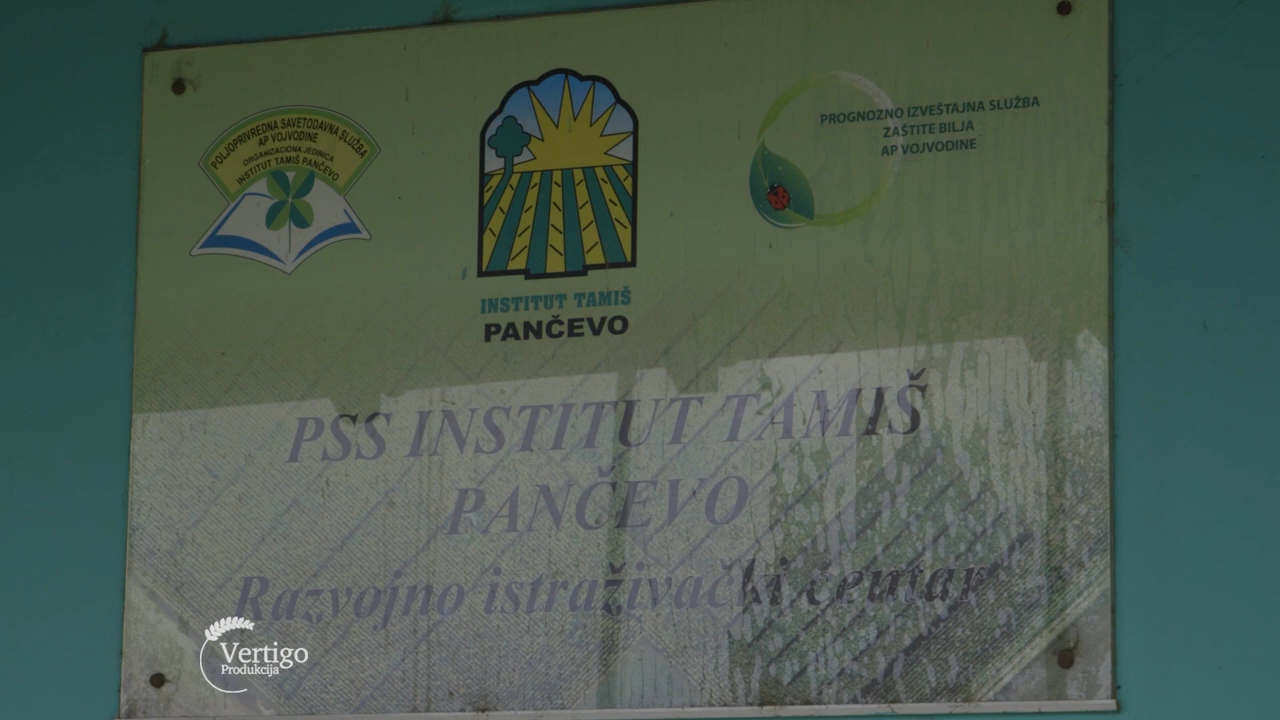 POLJOPRIVREDNA SAVETODAVNA SLUŽBA
AP VOJVODINE
ORGANIZACIONA JEDINICA
INSTITUT TAMIŠ PANČEVO
INSTITUT TAMIŠ
PANČEVO
PROGNOZNO IZVEŠTAJNA SLUŽBA
ZAŠTITE BILJA
AP VOJVODINE
PSS INSTITUT TAMIŠ
PANČEVO
Razvojno istraživački centar
Vertigo
Produkcija